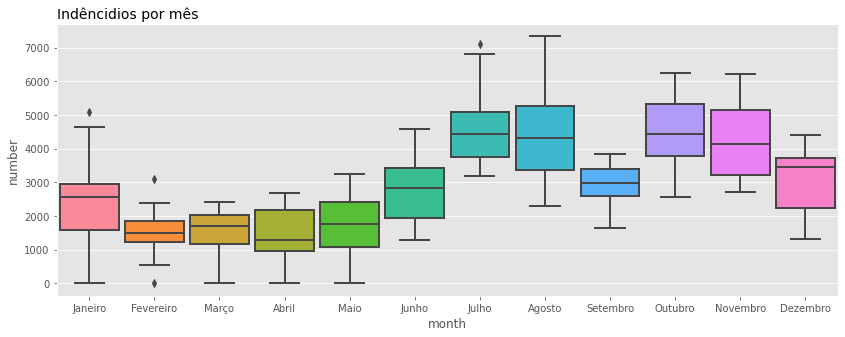 Indêncidios por mês
number
7000
6000
5000
4000
3000
2000
1000
0
Janeiro Fevereiro Março Abril Maio Junho Julho Agosto Setembro Outubro Novembro Dezembro
month